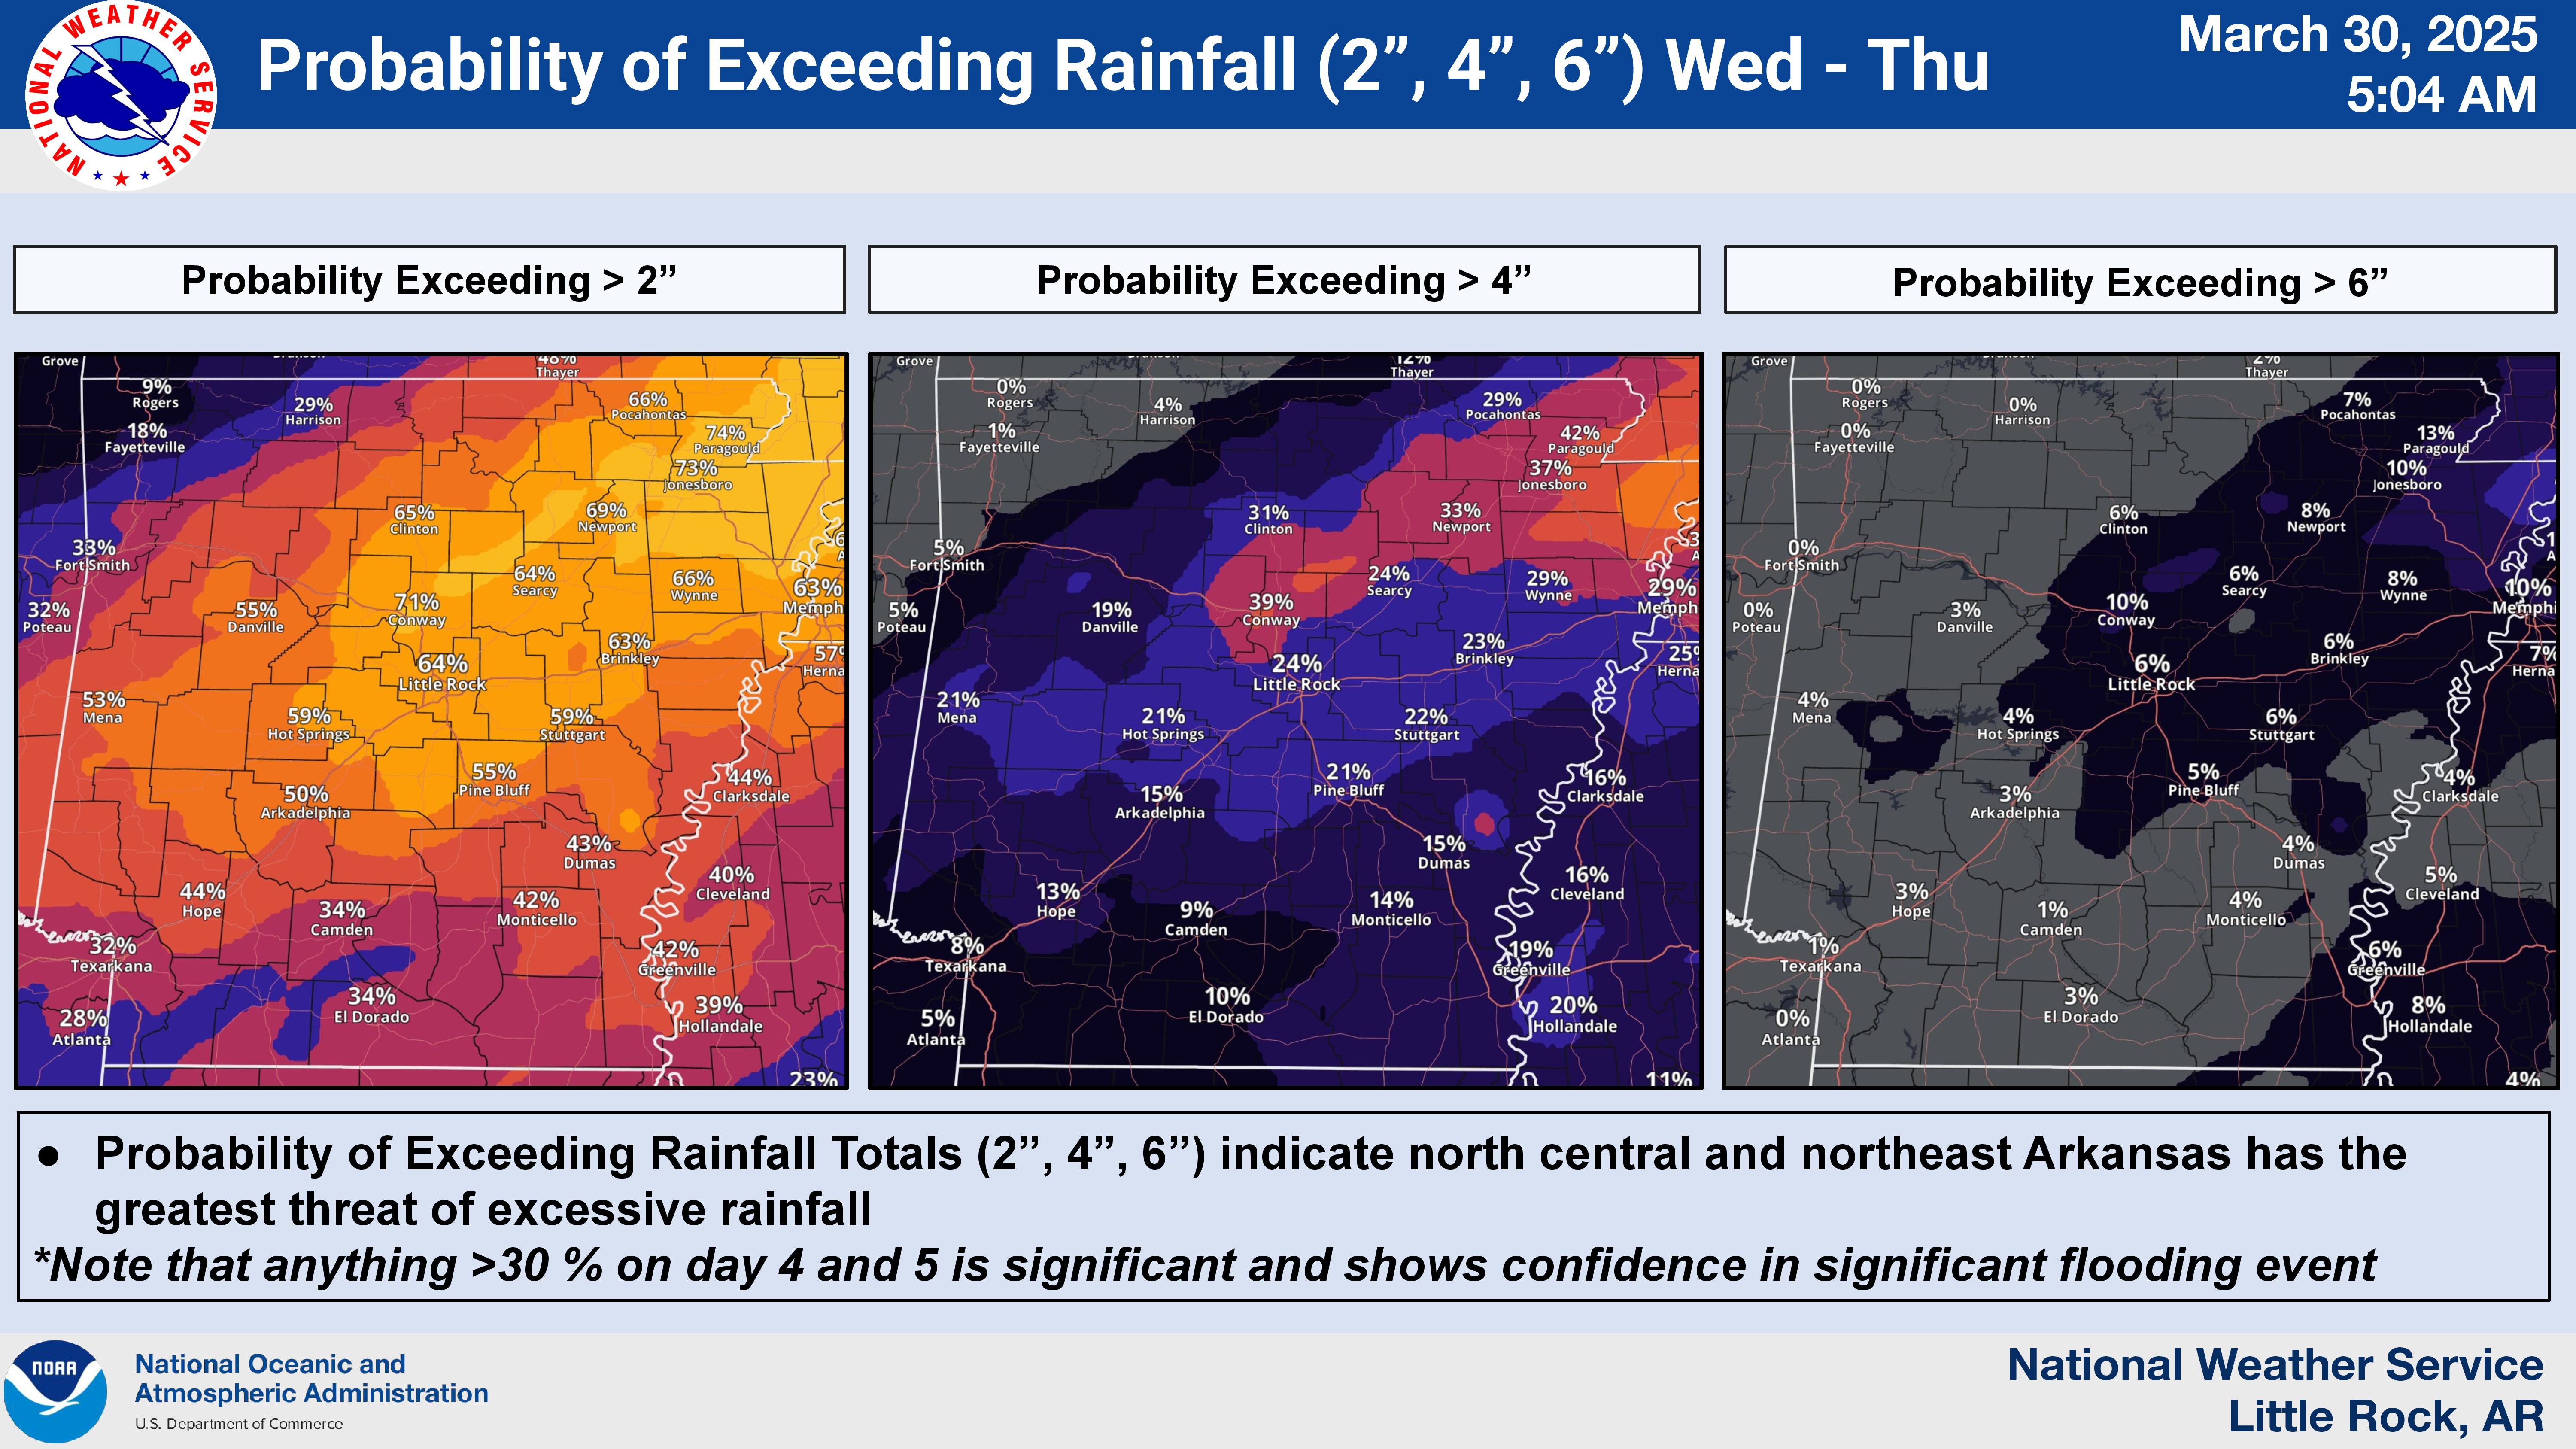 NATIONAL WEATHER SERVICE
Probability of Exceeding Rainfall (2”, 4”, 6”) Wed - Thu
March 30, 2025
5:04 AM
Probability Exceeding > 2”
Probability Exceeding > 4”
Probability Exceeding > 6”
Grove
48%
Thayer
9%
Rogers
29%
Harrison
66%
Pocahontas
18%
Fayetteville
74%
Paragould
73%
Jonesboro
65%
Clinton
69%
Newport
33%
Fort Smith
64%
Searcy
66%
Wynne
63%
Memph
32%
Poteau
55%
Danville
71%
Conway
63%
Brinkley
57%
Herna
64%
Little Rock
53%
Mena
59%
Hot Springs
59%
Stuttgart
55%
Pine Bluff
44%
Clarksdale
50%
Arkadelphia
43%
Dumas
40%
Cleveland
44%
Hope
34%
Camden
42%
Monticello
32%
Texarkana
42%
Greenville
34%
El Dorado
39%
Hollandale
28%
Atlanta
23%
Grove
12%
Thayer
0%
Rogers
4%
Harrison
29%
Pocahontas
1%
Fayetteville
42%
Paragould
37%
Jonesboro
31%
Clinton
33%
Newport
5%
Fort Smith
24%
Searcy
29%
Wynne
29%
Memph
5%
Poteau
19%
Danville
39%
Conway
23%
Brinkley
25%
Herna
24%
Little Rock
21%
Mena
21%
Hot Springs
22%
Stuttgart
21%
Pine Bluff
16%
Clarksdale
15%
Arkadelphia
15%
Dumas
16%
Cleveland
13%
Hope
9%
Camden
14%
Monticello
8%
Texarkana
19%
Greenville
10%
El Dorado
20%
Hollandale
5%
Atlanta
11%
Grove
2%
Thayer
0%
Rogers
0%
Harrison
7%
Pocahontas
0%
Fayetteville
13%
Paragould
10%
Jonesboro
6%
Clinton
8%
Newport
0%
Fort Smith
6%
Searcy
8%
Wynne
10%
Memphi
0%
Poteau
3%
Danville
10%
Conway
6%
Brinkley
7%
Herna
6%
Little Rock
4%
Mena
4%
Hot Springs
6%
Stuttgart
5%
Pine Bluff
4%
Clarksdale
3%
Arkadelphia
4%
Dumas
5%
Cleveland
3%
Hope
1%
Camden
4%
Monticello
1%
Texarkana
6%
Greenville
3%
El Dorado
8%
Hollandale
0%
Atlanta
4%
● Probability of Exceeding Rainfall Totals (2”, 4”, 6”) indicate north central and northeast Arkansas has the
greatest threat of excessive rainfall
*Note that anything >30 % on day 4 and 5 is significant and shows confidence in significant flooding event
NOAA
National Oceanic and
Atmospheric Administration
U.S. Department of Commerce
National Weather Service
Little Rock, AR